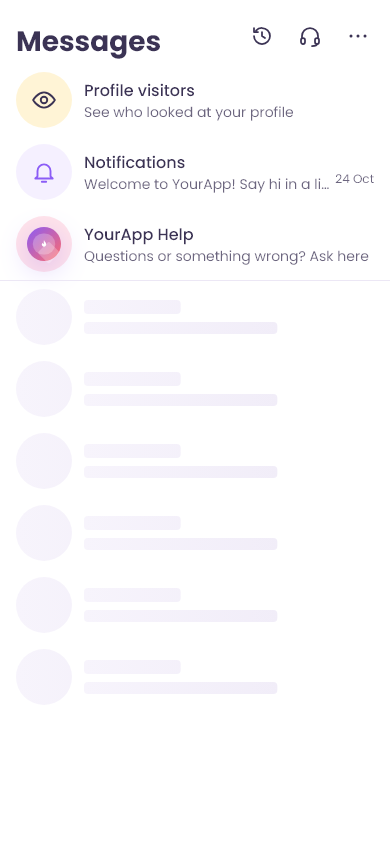 Messages
Profile visitors
See who looked at your profile
Notifications
Welcome to YourApp! Say hi in a li... 24 Oct
YourApp Help
Questions or something wrong? Ask here